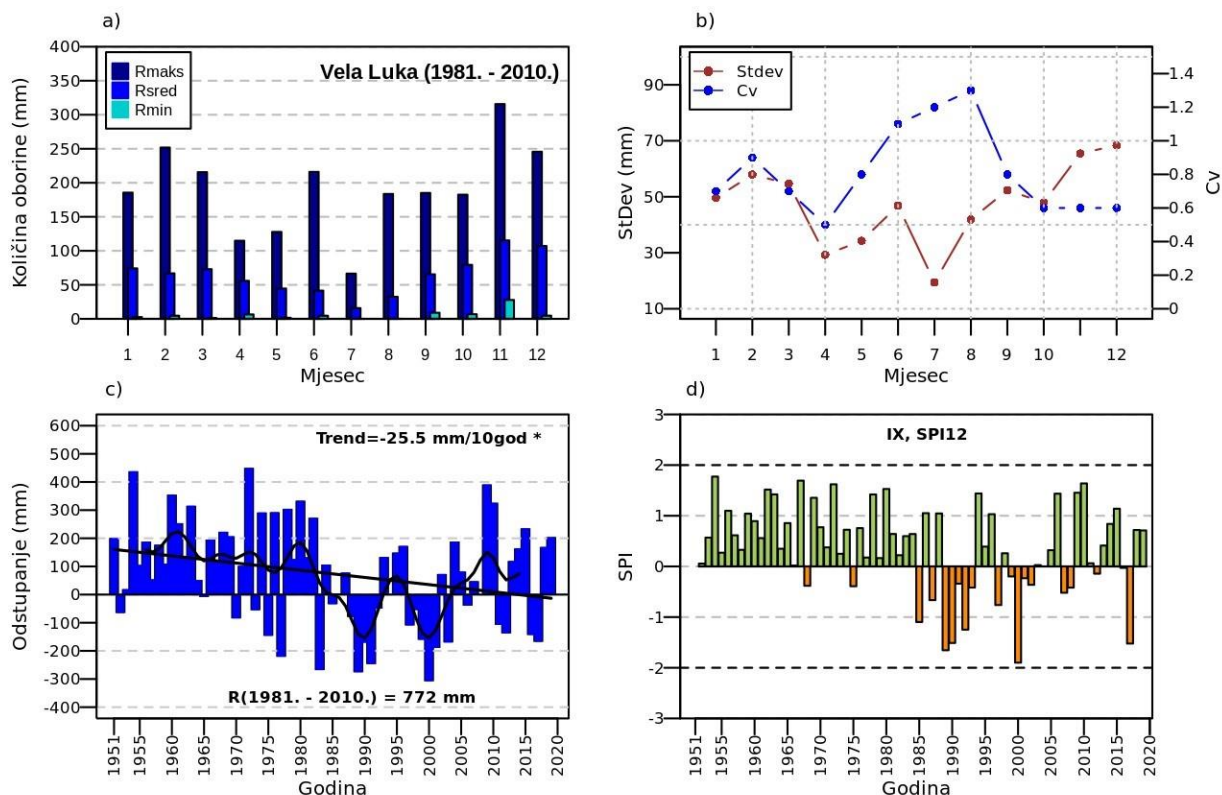 a)
400
350
300
250
200
150
100
50
0
Količina oborine (mm)
Rmaks
Rsred
Rmin
Vela Luka (1981. - 2010.)
1 2 3 4 5 6 7 8 9 10 11 12
Mjesec
b)
90
70
50
30
10
StDev (mm)
Stdev
Cv
1.4
1.2
1
0.8
0.6
0.4
0.2
0
Cv
1 2 3 4 5 6 7 8 9 10 12
Mjesec
c)
600
500
400
300
200
100
0
-100
-200
-300
-400
Odstupanje (mm)
Trend=-25.5 mm/10god *
R(1981. - 2010.) = 772 mm
1951 1955 1960 1965 1970 1975 1980 1985 1990 1995 2000 2005 2010 2015 2020
Godina
d)
3
2
1
0
-1
-2
-3
SPI
IX, SPI12
1951 1955 1960 1965 1970 1975 1980 1985 1990 1995 2000 2005 2010 2015 2020
Godina